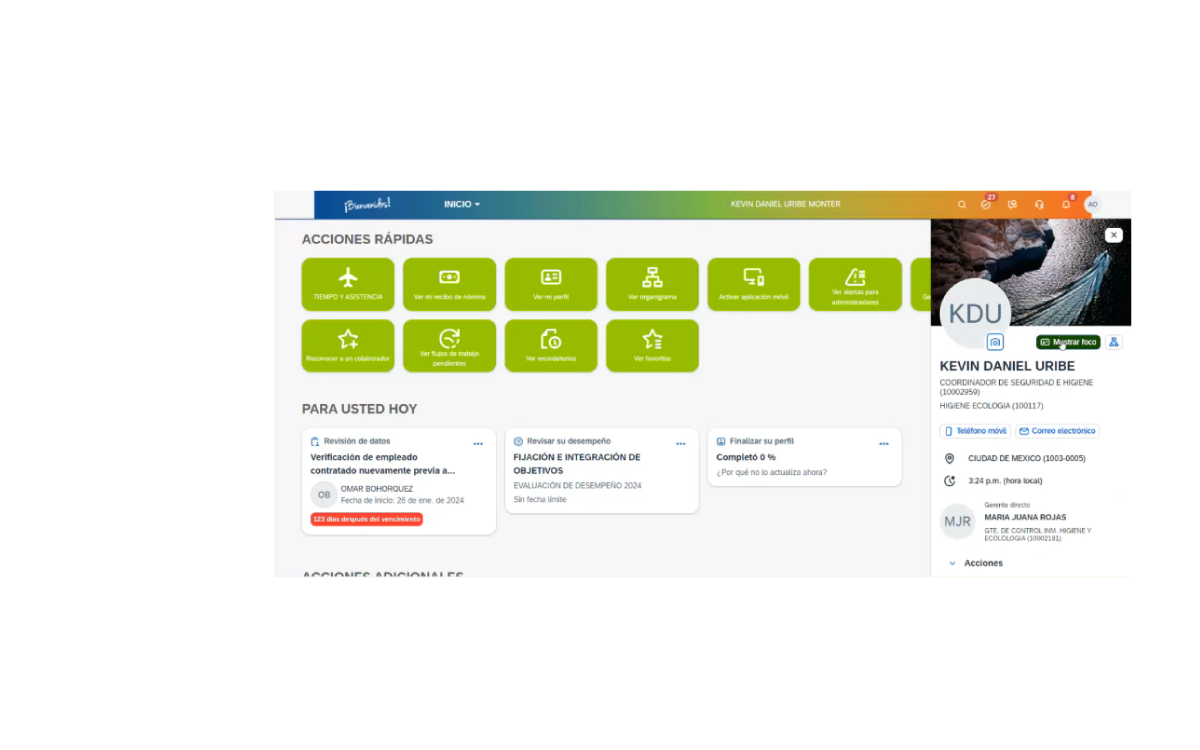 ¡Bienvenidos!
INICIO
KEVIN DANIEL URIBE MONTER
27
8
AO
ACCIONES RÁPIDAS
TIEMPO Y ASISTENCIA
Ver mi recibo de nómina
Ver mi perfil
Ver organigrama
Activar aplicación móvil
Ver alertas para
administradores
Ge
Reconocer a un colaborador
Ver flujos de trabajo
pendientes
Ver recordatorios
Ver favoritos
PARA USTED HOY
Revisión de datos
Verificación de empleado
contratado nuevamente previa a...
OB
OMAR BOHORQUEZ
Fecha de inicio: 26 de ene. de 2024
123 días después del vencimiento
Revisar su desempeño
FIJACIÓN E INTEGRACIÓN DE
OBJETIVOS
EVALUACIÓN DE DESEMPEÑO 2024
Sin fecha límite
Finalizar su perfil
Completó 0 %
¿Por qué no lo actualiza ahora?
ACCIONES ADICIONALES
KDU
Mostrar foco
KEVIN DANIEL URIBE
COORDINADOR DE SEGURIDAD E HIGIENE
(10002959)
HIGIENE ECOLOGIA (100117)
Teléfono móvil
Correo electrónico
CIUDAD DE MEXICO (1003-0005)
3:24 p.m. (hora local)
Gerente directo
MJR
MARIA JUANA ROJAS
GTE. DE CONTROL INM. HIGIENE Y
ECOLOLOGIA (10002181)
Acciones